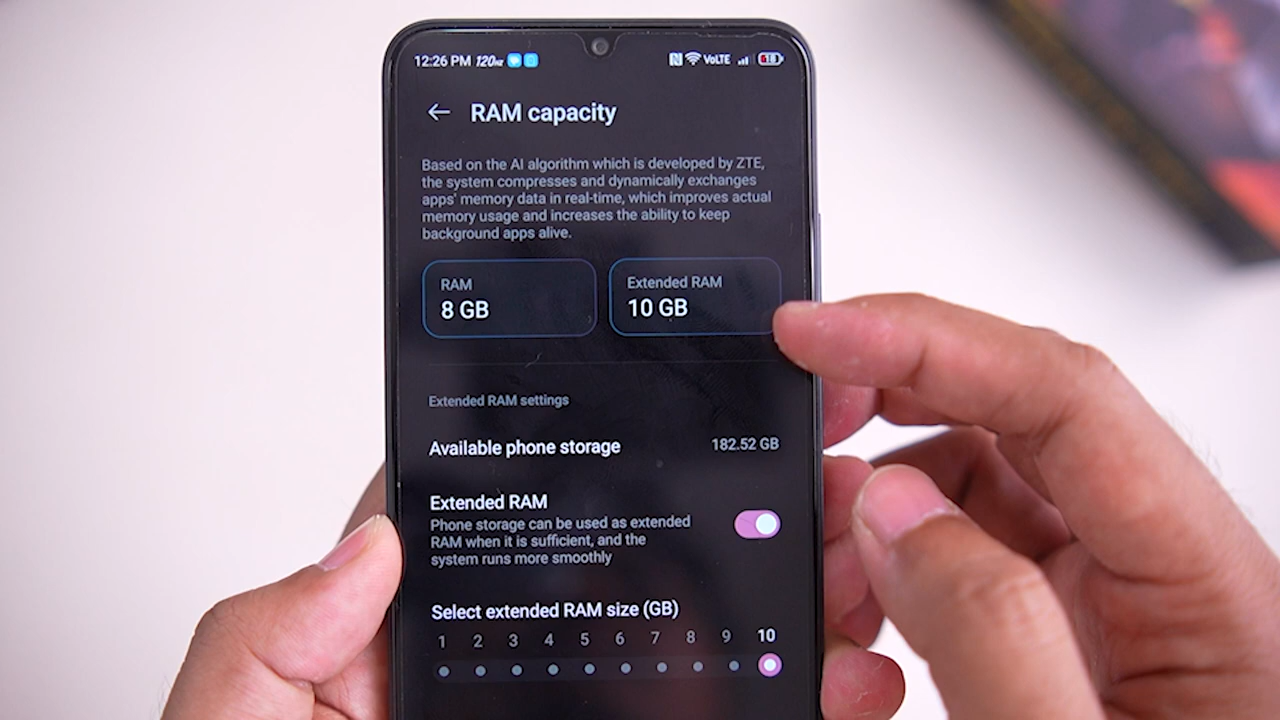 12:26 PM 120Hz VoLTE 18
RAM capacity
Based on the AI algorithm which is developed by ZTE,
the system compresses and dynamically exchanges
apps' memory data in real-time, which improves actual
memory usage and increases the ability to keep
background apps alive.
RAM
8 GB
Extended RAM
10 GB
Extended RAM settings
Available phone storage 182.52 GB
Extended RAM
Phone storage can be used as extended
RAM when it is sufficient, and the
system runs more smoothly
Select extended RAM size (GB)
1 2 3 4 5 6 7 8 9 10